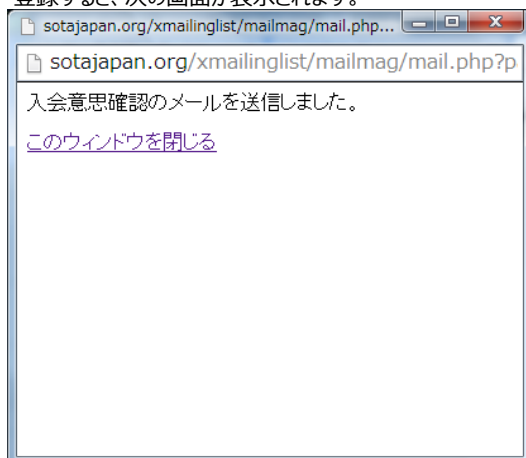 登録すると、次の画面が表示されます。
sotajapan.org/xmailinglist/mailmag/mail.php...
sotajapan.org/xmailinglist/mailmag/mail.php?p
入会意思確認のメールを送信しました。
このウィンドウを閉じる